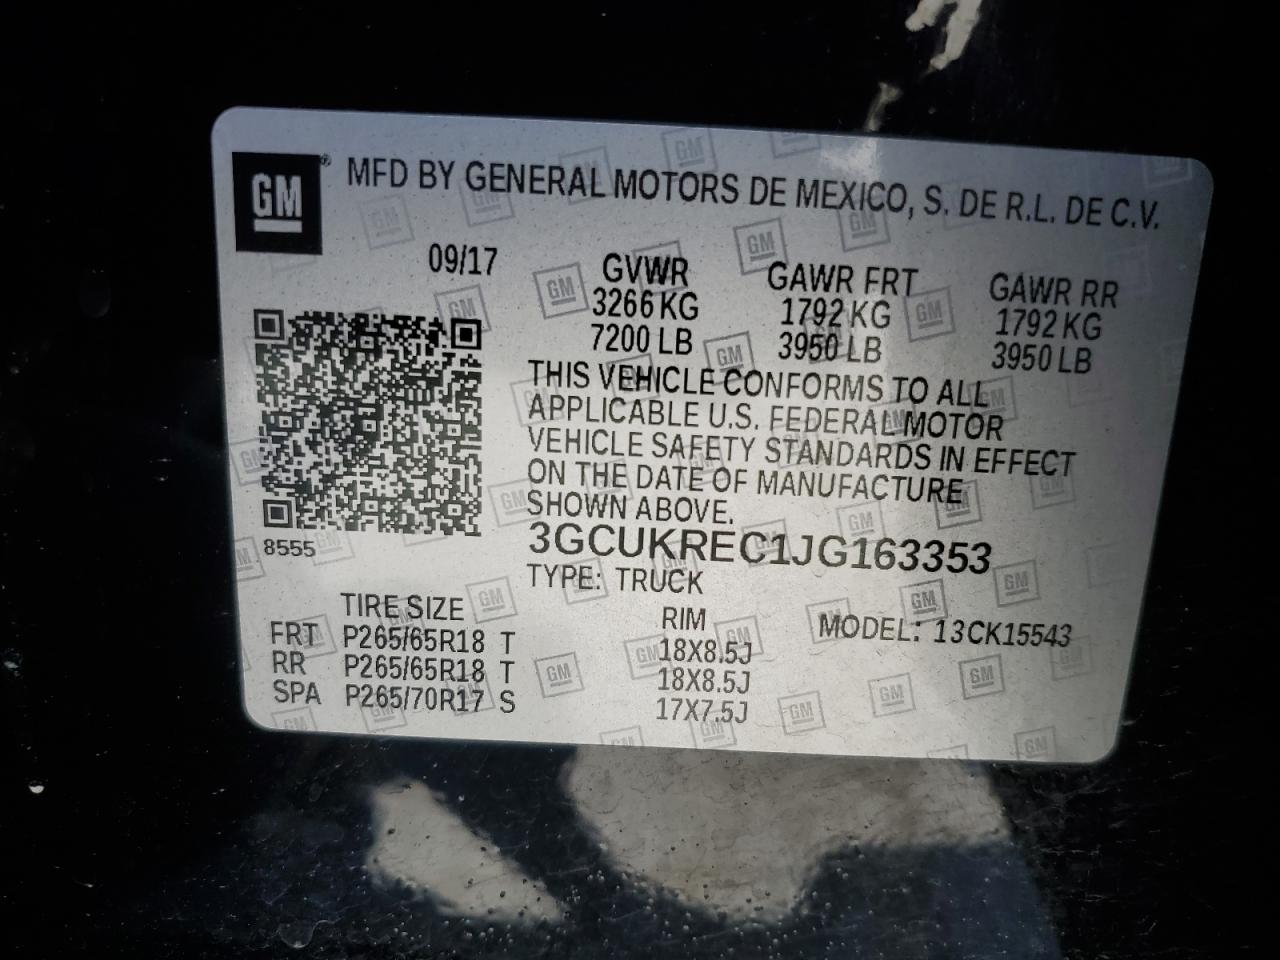 GM® MFD BY GENERAL MOTORS DE MEXICO, S. DE R.L. DE C.V.
09/17 GVWR GAWR FRT GAWR RR
3266 KG 1792 KG 1792 KG
7200 LB 3950 LB 3950 LB
THIS VEHICLE CONFORMS TO ALL
APPLICABLE U.S. FEDERAL MOTOR
VEHICLE SAFETY STANDARDS IN EFFECT
ON THE DATE OF MANUFACTURE
SHOWN ABOVE.
8555
3GCUKREC1JG163353
TYPE: TRUCK
TIRE SIZE RIM MODEL: 13CK15543
FRT P265/65R18 T 18X8.5J
RR P265/65R18 T 18X8.5J
SPA P265/70R17 S 17X7.5J